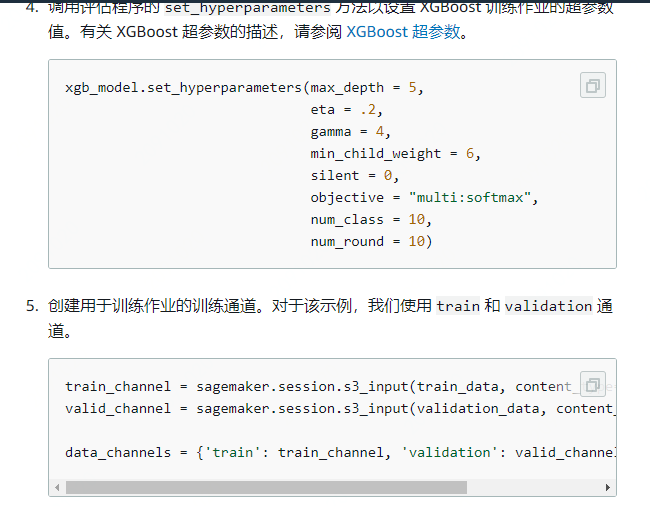 4. 调用评估程序的 set_hyperparameters 方法以设置 XGBoost 训练作业的超参数
值。有关 XGBoost 超参数的描述，请参阅 XGBoost 超参数。
xgb_model.set_hyperparameters(max_depth = 5,
eta = .2,
gamma = 4,
min_child_weight = 6,
silent = 0,
objective = "multi:softmax",
num_class = 10,
num_round = 10)
5. 创建用于训练作业的训练通道。对于该示例，我们使用 train 和 validation 通
道。
train_channel = sagemaker.session.s3_input(train_data, content_
valid_channel = sagemaker.session.s3_input(validation_data, content_
data_channels = {'train': train_channel, 'validation': valid_channel